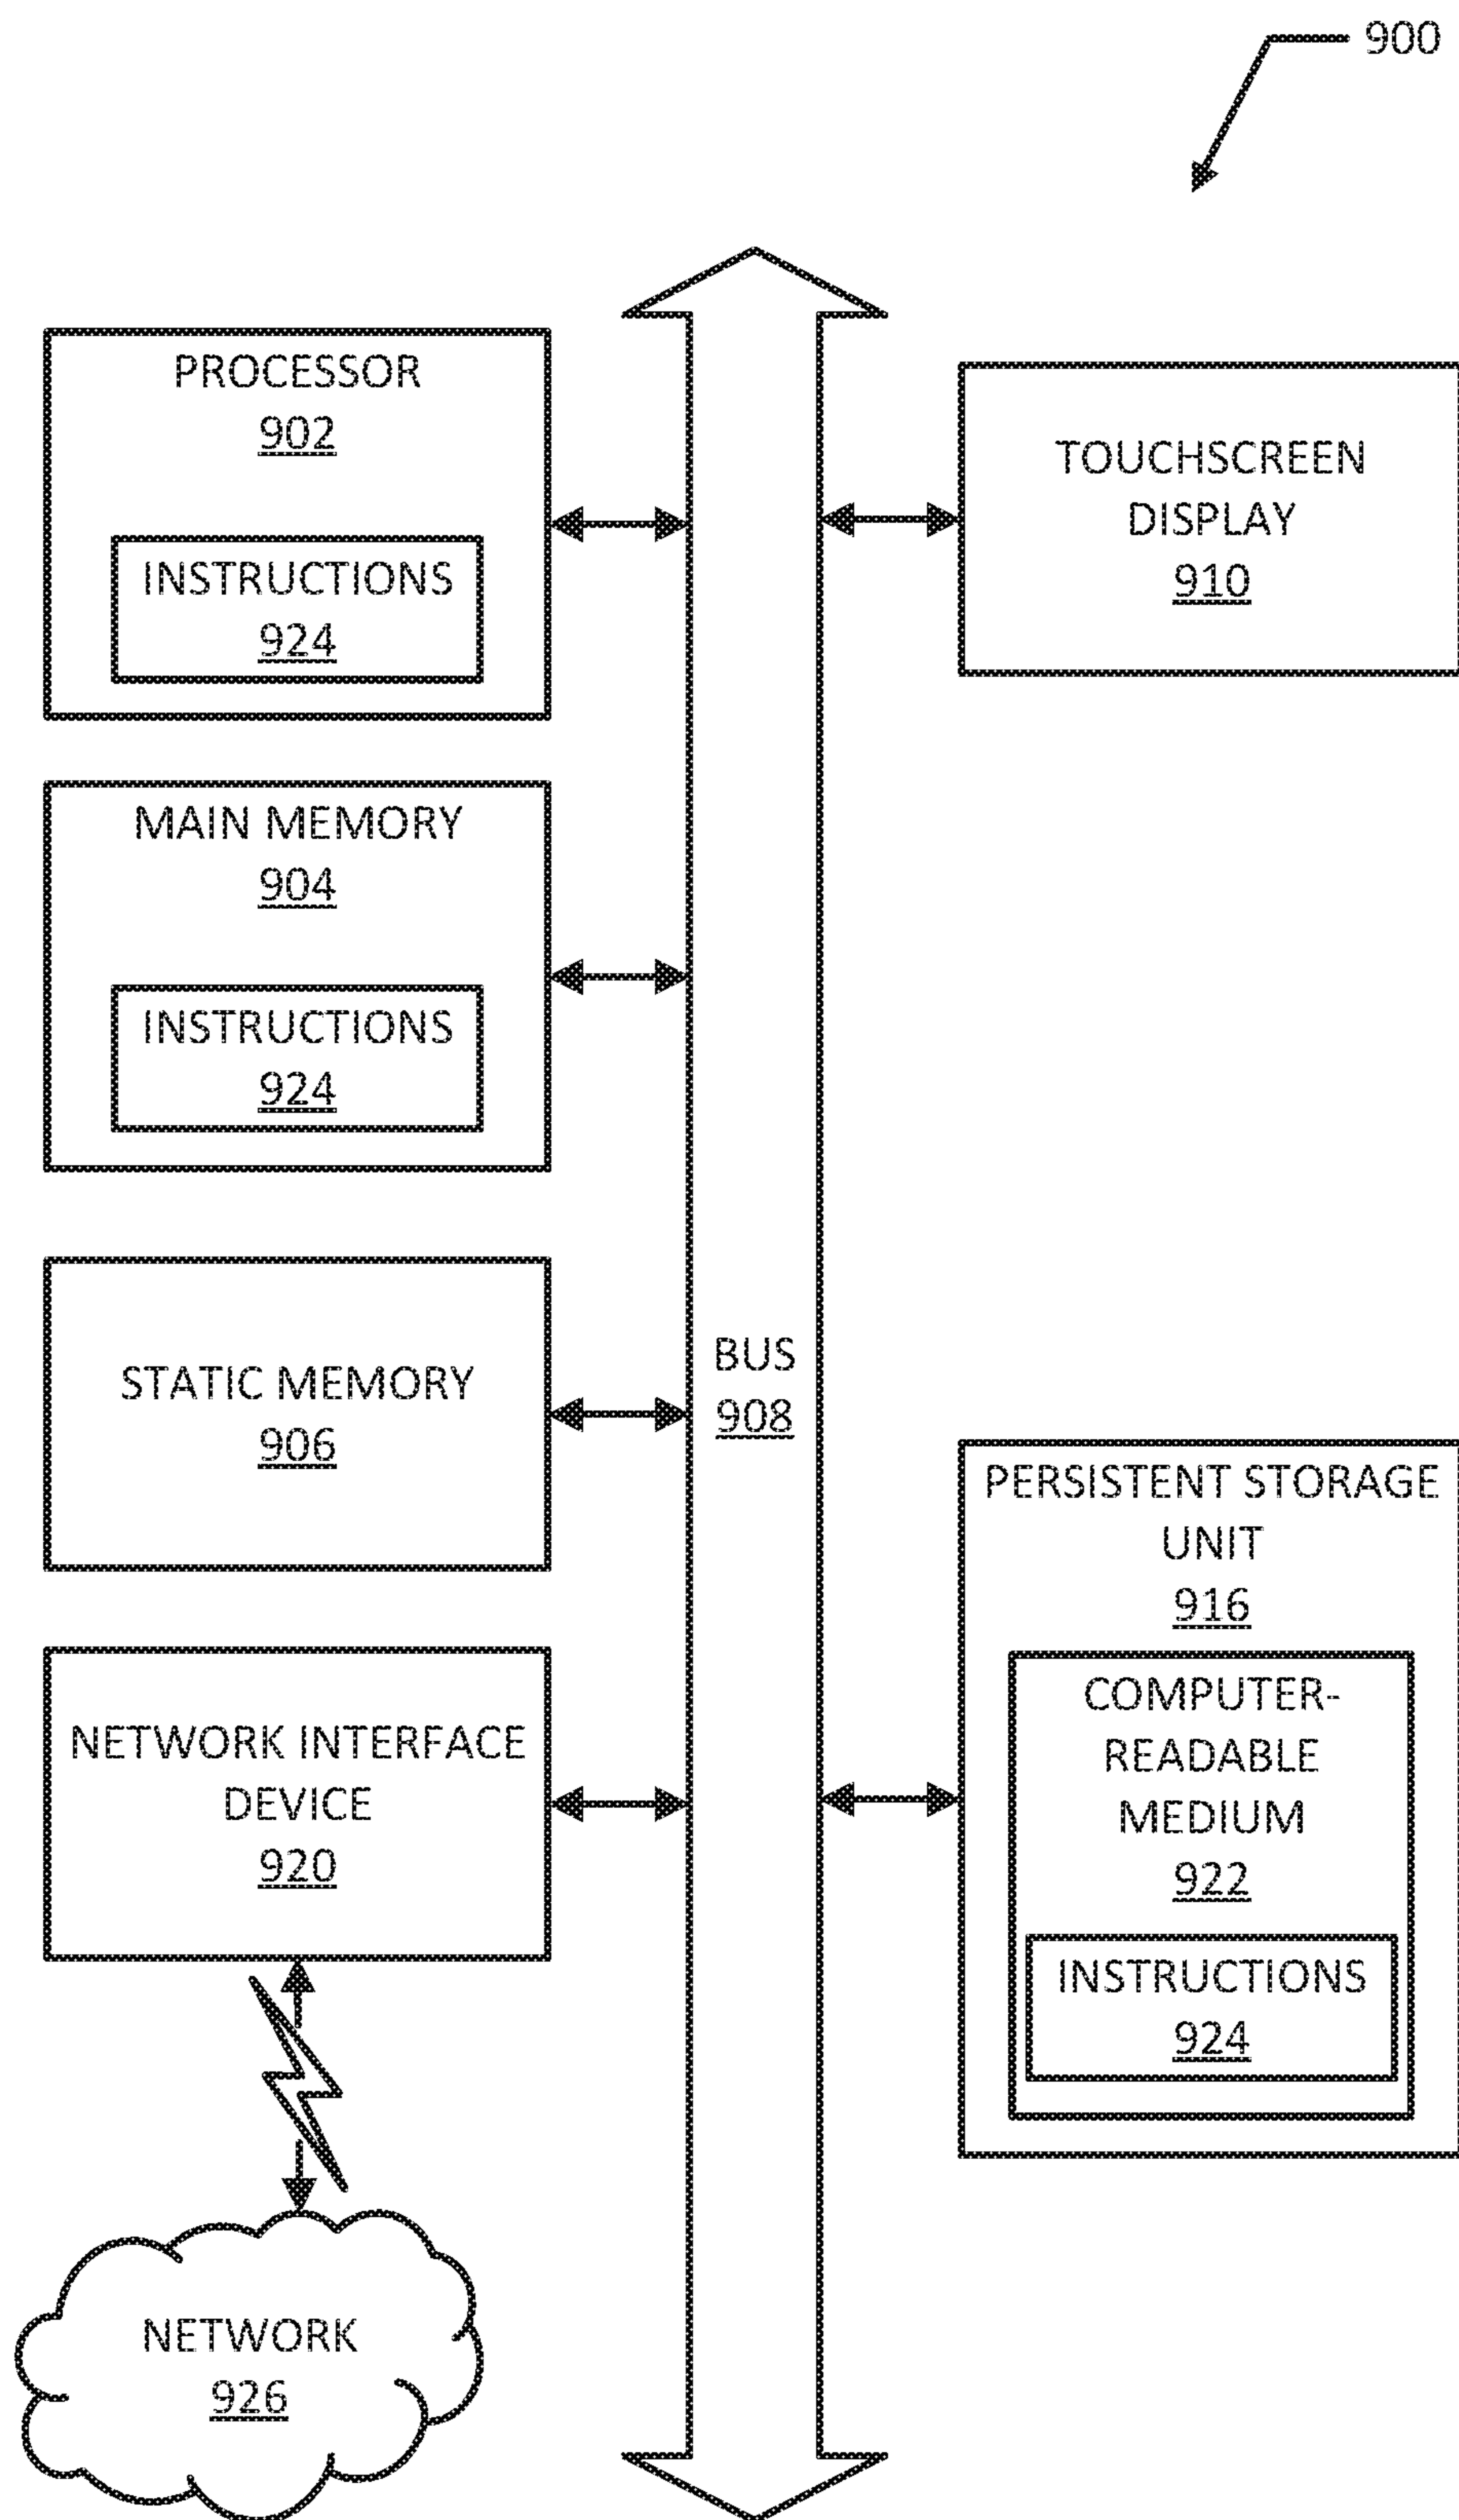 900
PROCESSOR
902
INSTRUCTIONS
924
TOUCHSCREEN
DISPLAY
910
MAIN MEMORY
904
INSTRUCTIONS
924
STATIC MEMORY
906
BUS
908
PERSISTENT STORAGE
UNIT
916
COMPUTER-
READABLE
MEDIUM
922
INSTRUCTIONS
924
NETWORK INTERFACE
DEVICE
920
NETWORK
926